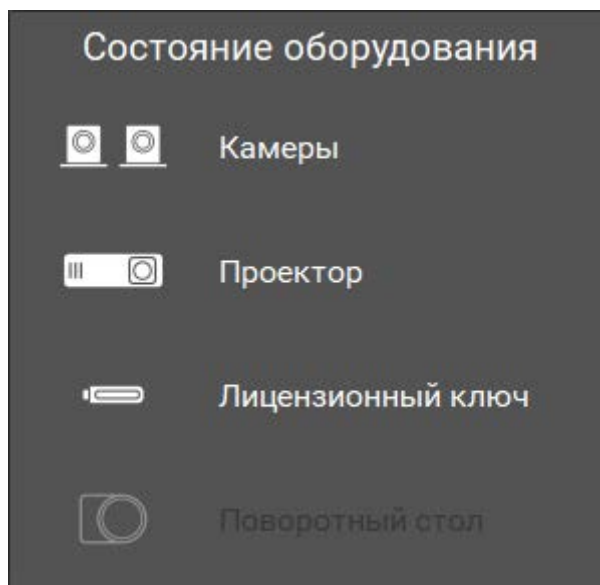 Состояние оборудования
Камеры
Проектор
Лицензионный ключ
Поворотный стол